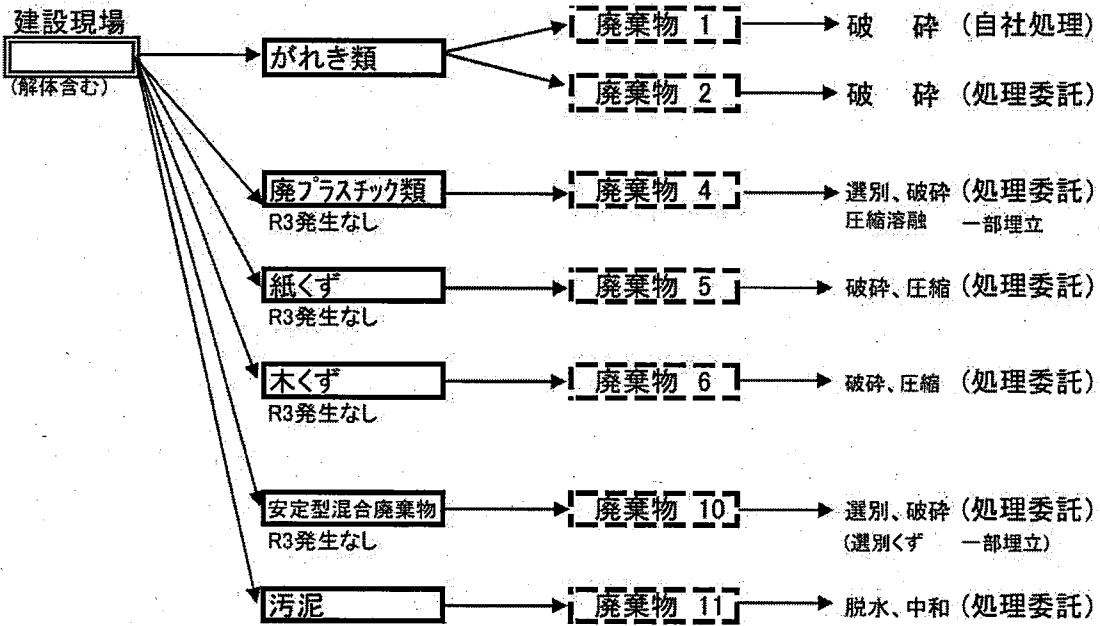 建設現場
(解体含む)
がれき類
廃棄物 1
破 砕 (自社処理)
廃棄物 2
破 砕 (処理委託)
廃プラスチック類
R3発生なし
廃棄物 4
選別、破砕 (処理委託)
圧縮溶融 一部埋立
紙くず
R3発生なし
廃棄物 5
破砕、圧縮 (処理委託)
木くず
R3発生なし
廃棄物 6
破砕、圧縮 (処理委託)
安定型混合廃棄物
R3発生なし
廃棄物 10
選別、破砕 (処理委託)
(選別くず 一部埋立)
汚泥
廃棄物 11
脱水、中和 (処理委託)